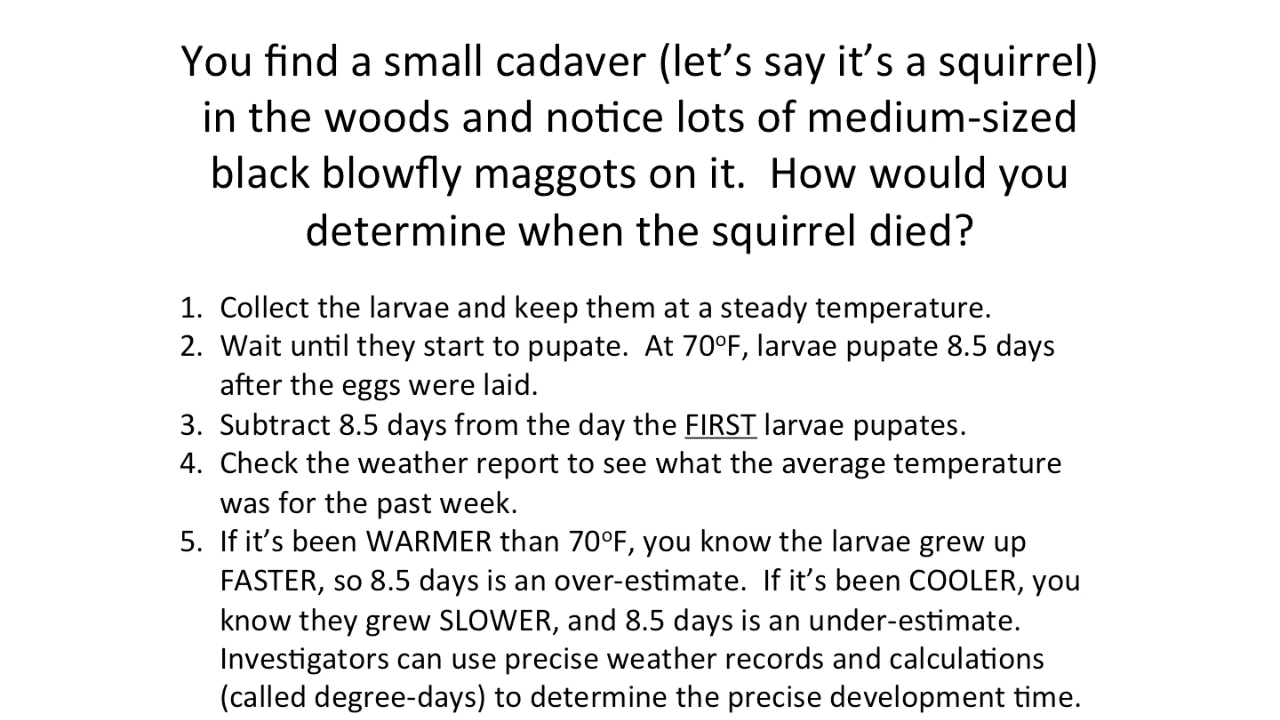 You find a small cadaver (let’s say it’s a squirrel)
in the woods and notice lots of medium-sized
black blowfly maggots on it.  How would you
determine when the squirrel died?
1. Collect the larvae and keep them at a steady temperature.
2. Wait until they start to pupate.  At 70ºF, larvae pupate 8.5 days
after the eggs were laid.
3. Subtract 8.5 days from the day the FIRST larvae pupates.
4. Check the weather report to see what the average temperature
was for the past week.
5. If it’s been WARMER than 70ºF, you know the larvae grew up
FASTER, so 8.5 days is an over-estimate.  If it’s been COOLER, you
know they grew SLOWER, and 8.5 days is an under-estimate.
Investigators can use precise weather records and calculations
(called degree-days) to determine the precise development time.